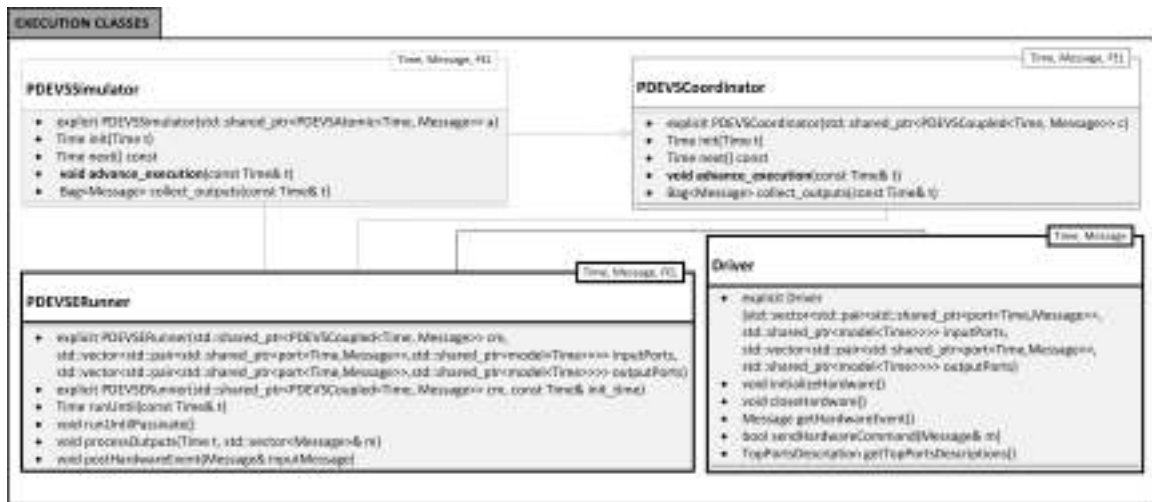 EXECUTION CLASSES
Time, Message, FEL
PDEVSSimulator
• explicit PDEVSSimulator(std::shared_ptr<PDEVSAtomic<Time, Message>> a)
• Time init(Time t)
• Time next() const
• void advance_execution(const Time& t)
• Bag<Message> collect_outputs(const Time& t)
Time, Message, FEL
PDEVSCoordinator
• explicit PDEVSCoordinator(std::shared_ptr<PDEVSCoupled<Time, Message>> c)
• Time init(Time t)
• Time next() const
• void advance_execution(const Time& t)
• Bag<Message> collect_outputs(const Time& t)
Time, Message, FEL
PDEVSERunner
• explicit PDEVSERunner(std::shared_ptr<PDEVSCoupled<Time, Message>> cm,
std::vector<std::pair<std::shared_ptr<port<Time,Message>>,std::shared_ptr<model<Time>>>> inputPorts,
std::vector<std::pair<std::shared_ptr<port<Time,Message>>,std::shared_ptr<model<Time>>>> outputPorts)
• explicit PDEVSERunner(std::shared_ptr<PDEVSCoupled<Time, Message>> cm, const Time& init_time)
• Time runUntil(const Time& t)
• void runUntilPassivate()
• void processOutputs(Time t, std::vector<Message>& m)
• void postHardwareEvent(Message& inputMessage)
Time, Message
Driver
• explicit Driver
(std::vector<std::pair<std::shared_ptr<port<Time,Message>>,
std::shared_ptr<model<Time>>>> inputPorts,
std::vector<std::pair<std::shared_ptr<port<Time,Message>>,
std::shared_ptr<model<Time>>>> outputPorts)
• void initializeHardware()
• void closeHardware()
• Message getHardwareEvent()
• bool sendHardwareCommand(Message& m)
• TopPortsDescription getTopPortsDescriptions()